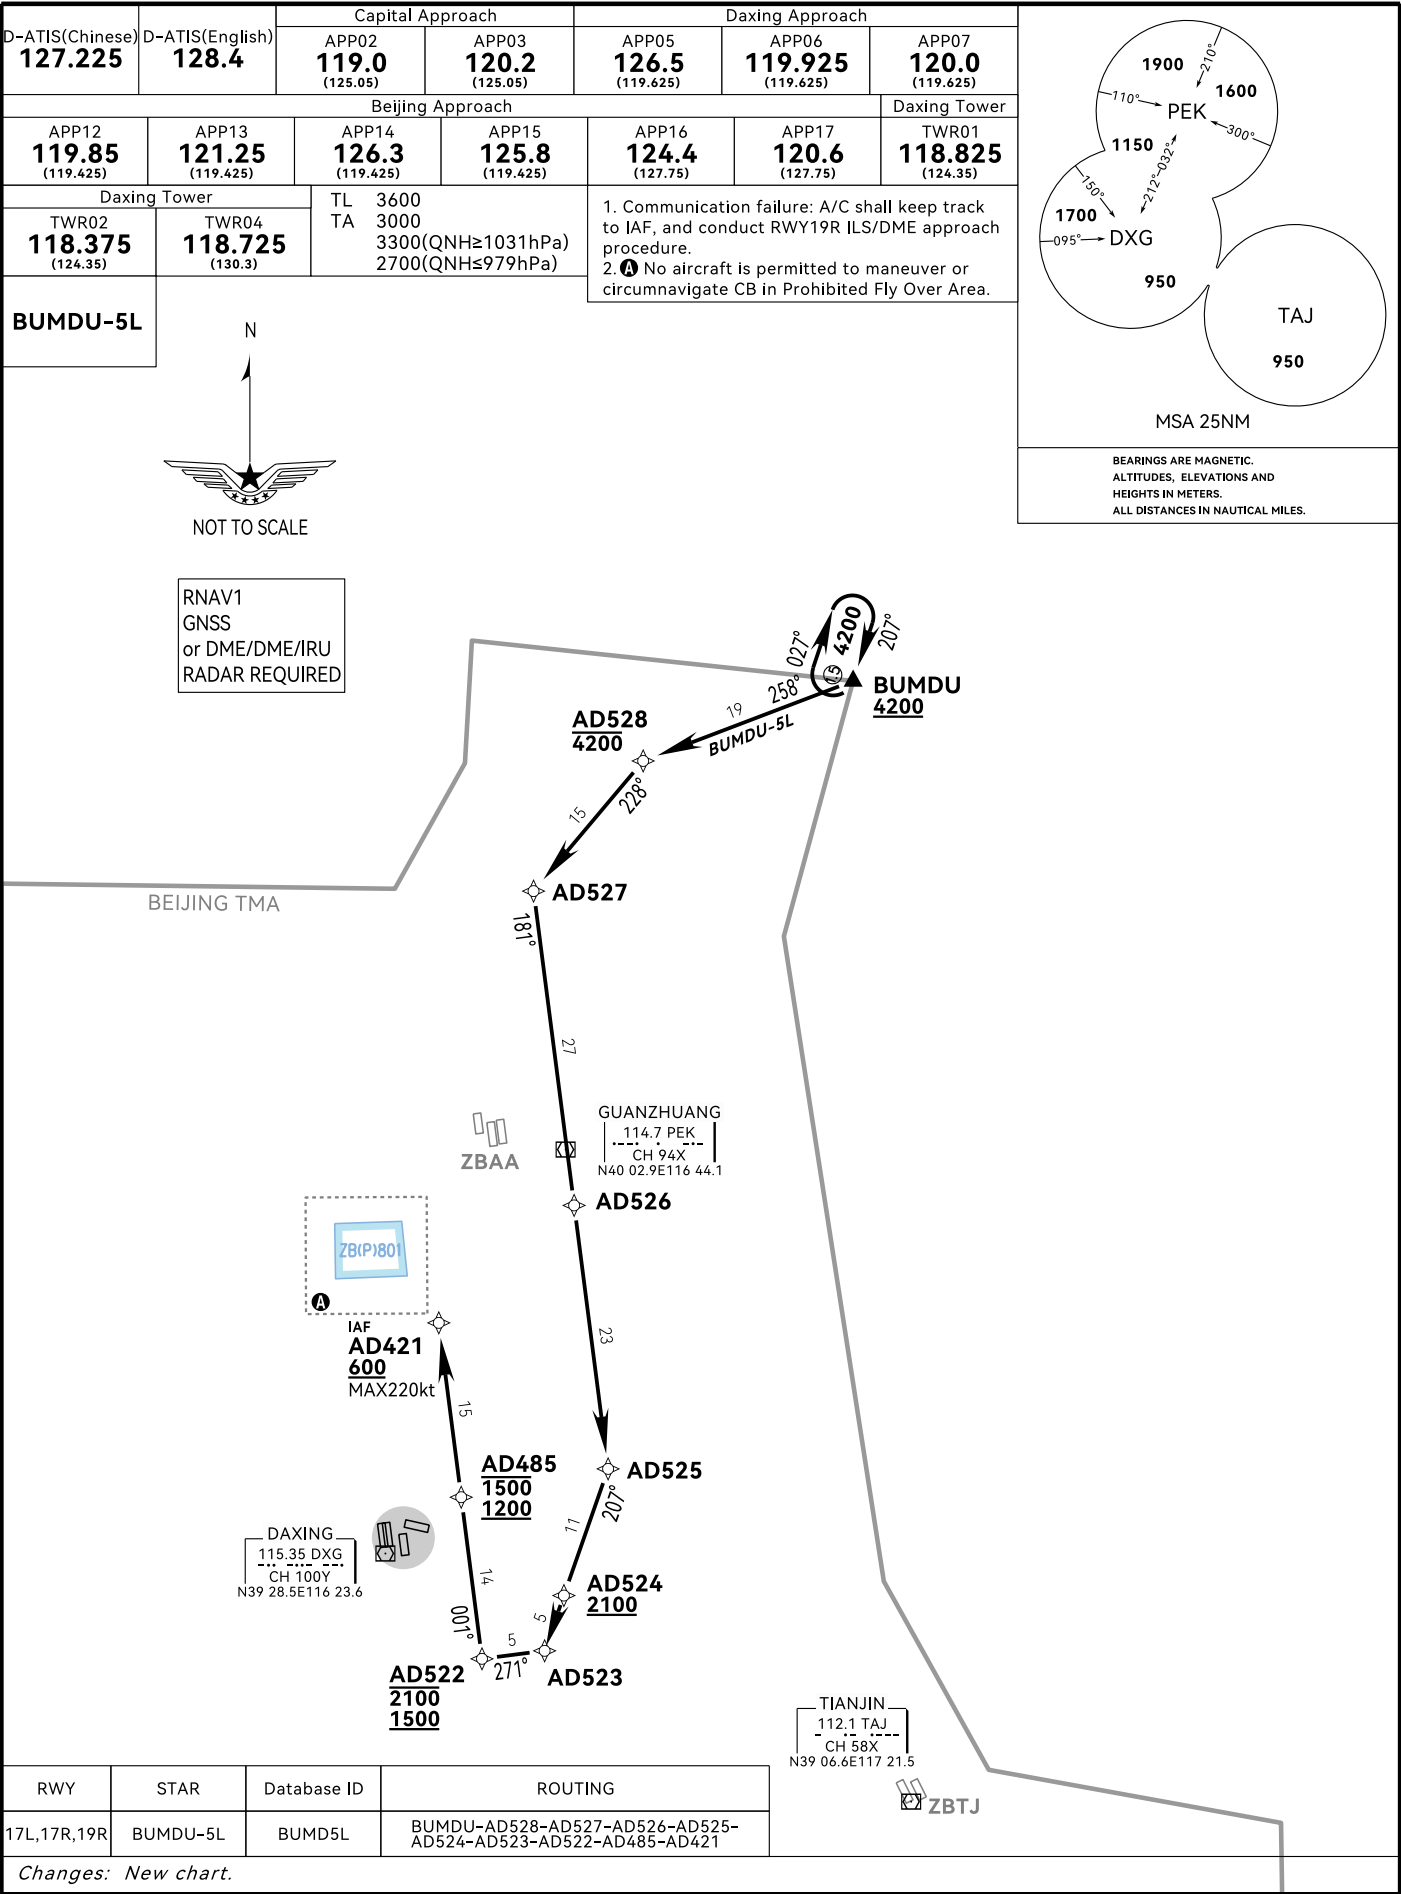 D-ATIS(Chinese)
127.225
D-ATIS(English)
128.4
Capital Approach
APP02
119.0
(125.05)
APP03
120.2
(125.05)
Daxing Approach
APP05
126.5
(119.625)
APP06
119.925
(119.625)
APP07
120.0
(119.625)
Beijing Approach
APP12
119.85
(119.425)
APP13
121.25
(119.425)
APP14
126.3
(119.425)
APP15
125.8
(119.425)
APP16
124.4
(127.75)
APP17
120.6
(127.75)
Daxing Tower
TWR01
118.825
(124.35)
Daxing Tower
TWR02
118.375
(124.35)
TWR04
118.725
(130.3)
TL 3600
TA 3000
3300(QNH≥1031hPa)
2700(QNH≤979hPa)
1. Communication failure: A/C shall keep track
to IAF, and conduct RWY19R ILS/DME approach
procedure.
2. A No aircraft is permitted to maneuver or
circumnavigate CB in Prohibited Fly Over Area.
BUMDU-5L
1900
210°
1600
110°
PEK
300°
1150
212°-032°
150°
1700
095°
DXG
950
TAJ
950
MSA 25NM
BEARINGS ARE MAGNETIC.
ALTITUDES, ELEVATIONS AND
HEIGHTS IN METERS.
ALL DISTANCES IN NAUTICAL MILES.
N
NOT TO SCALE
RNAV1
GNSS
or DME/DME/IRU
RADAR REQUIRED
027°
4200
207°
1.5
BUMDU
4200
258°
19
BUMDU-5L
AD528
4200
228°
15
AD527
BEIJING TMA
181°
27
GUANZHUANG
114.7 PEK
CH 94X
N40 02.9E116 44.1
ZBAA
AD526
ZB(P)801
A
IAF
AD421
600
MAX220kt
23
15
AD485
1500
1200
AD525
207°
11
DAXING
115.35 DXG
CH 100Y
N39 28.5E116 23.6
14
001°
AD524
2100
5
5
271°
AD523
AD522
2100
1500
TIANJIN
112.1 TAJ
CH 58X
N39 06.6E117 21.5
ZBTJ
RWY
STAR
Database ID
ROUTING
17L,17R,19R
BUMDU-5L
BUMD5L
BUMDU-AD528-AD527-AD526-AD525-
AD524-AD523-AD522-AD485-AD421
Changes: New chart.